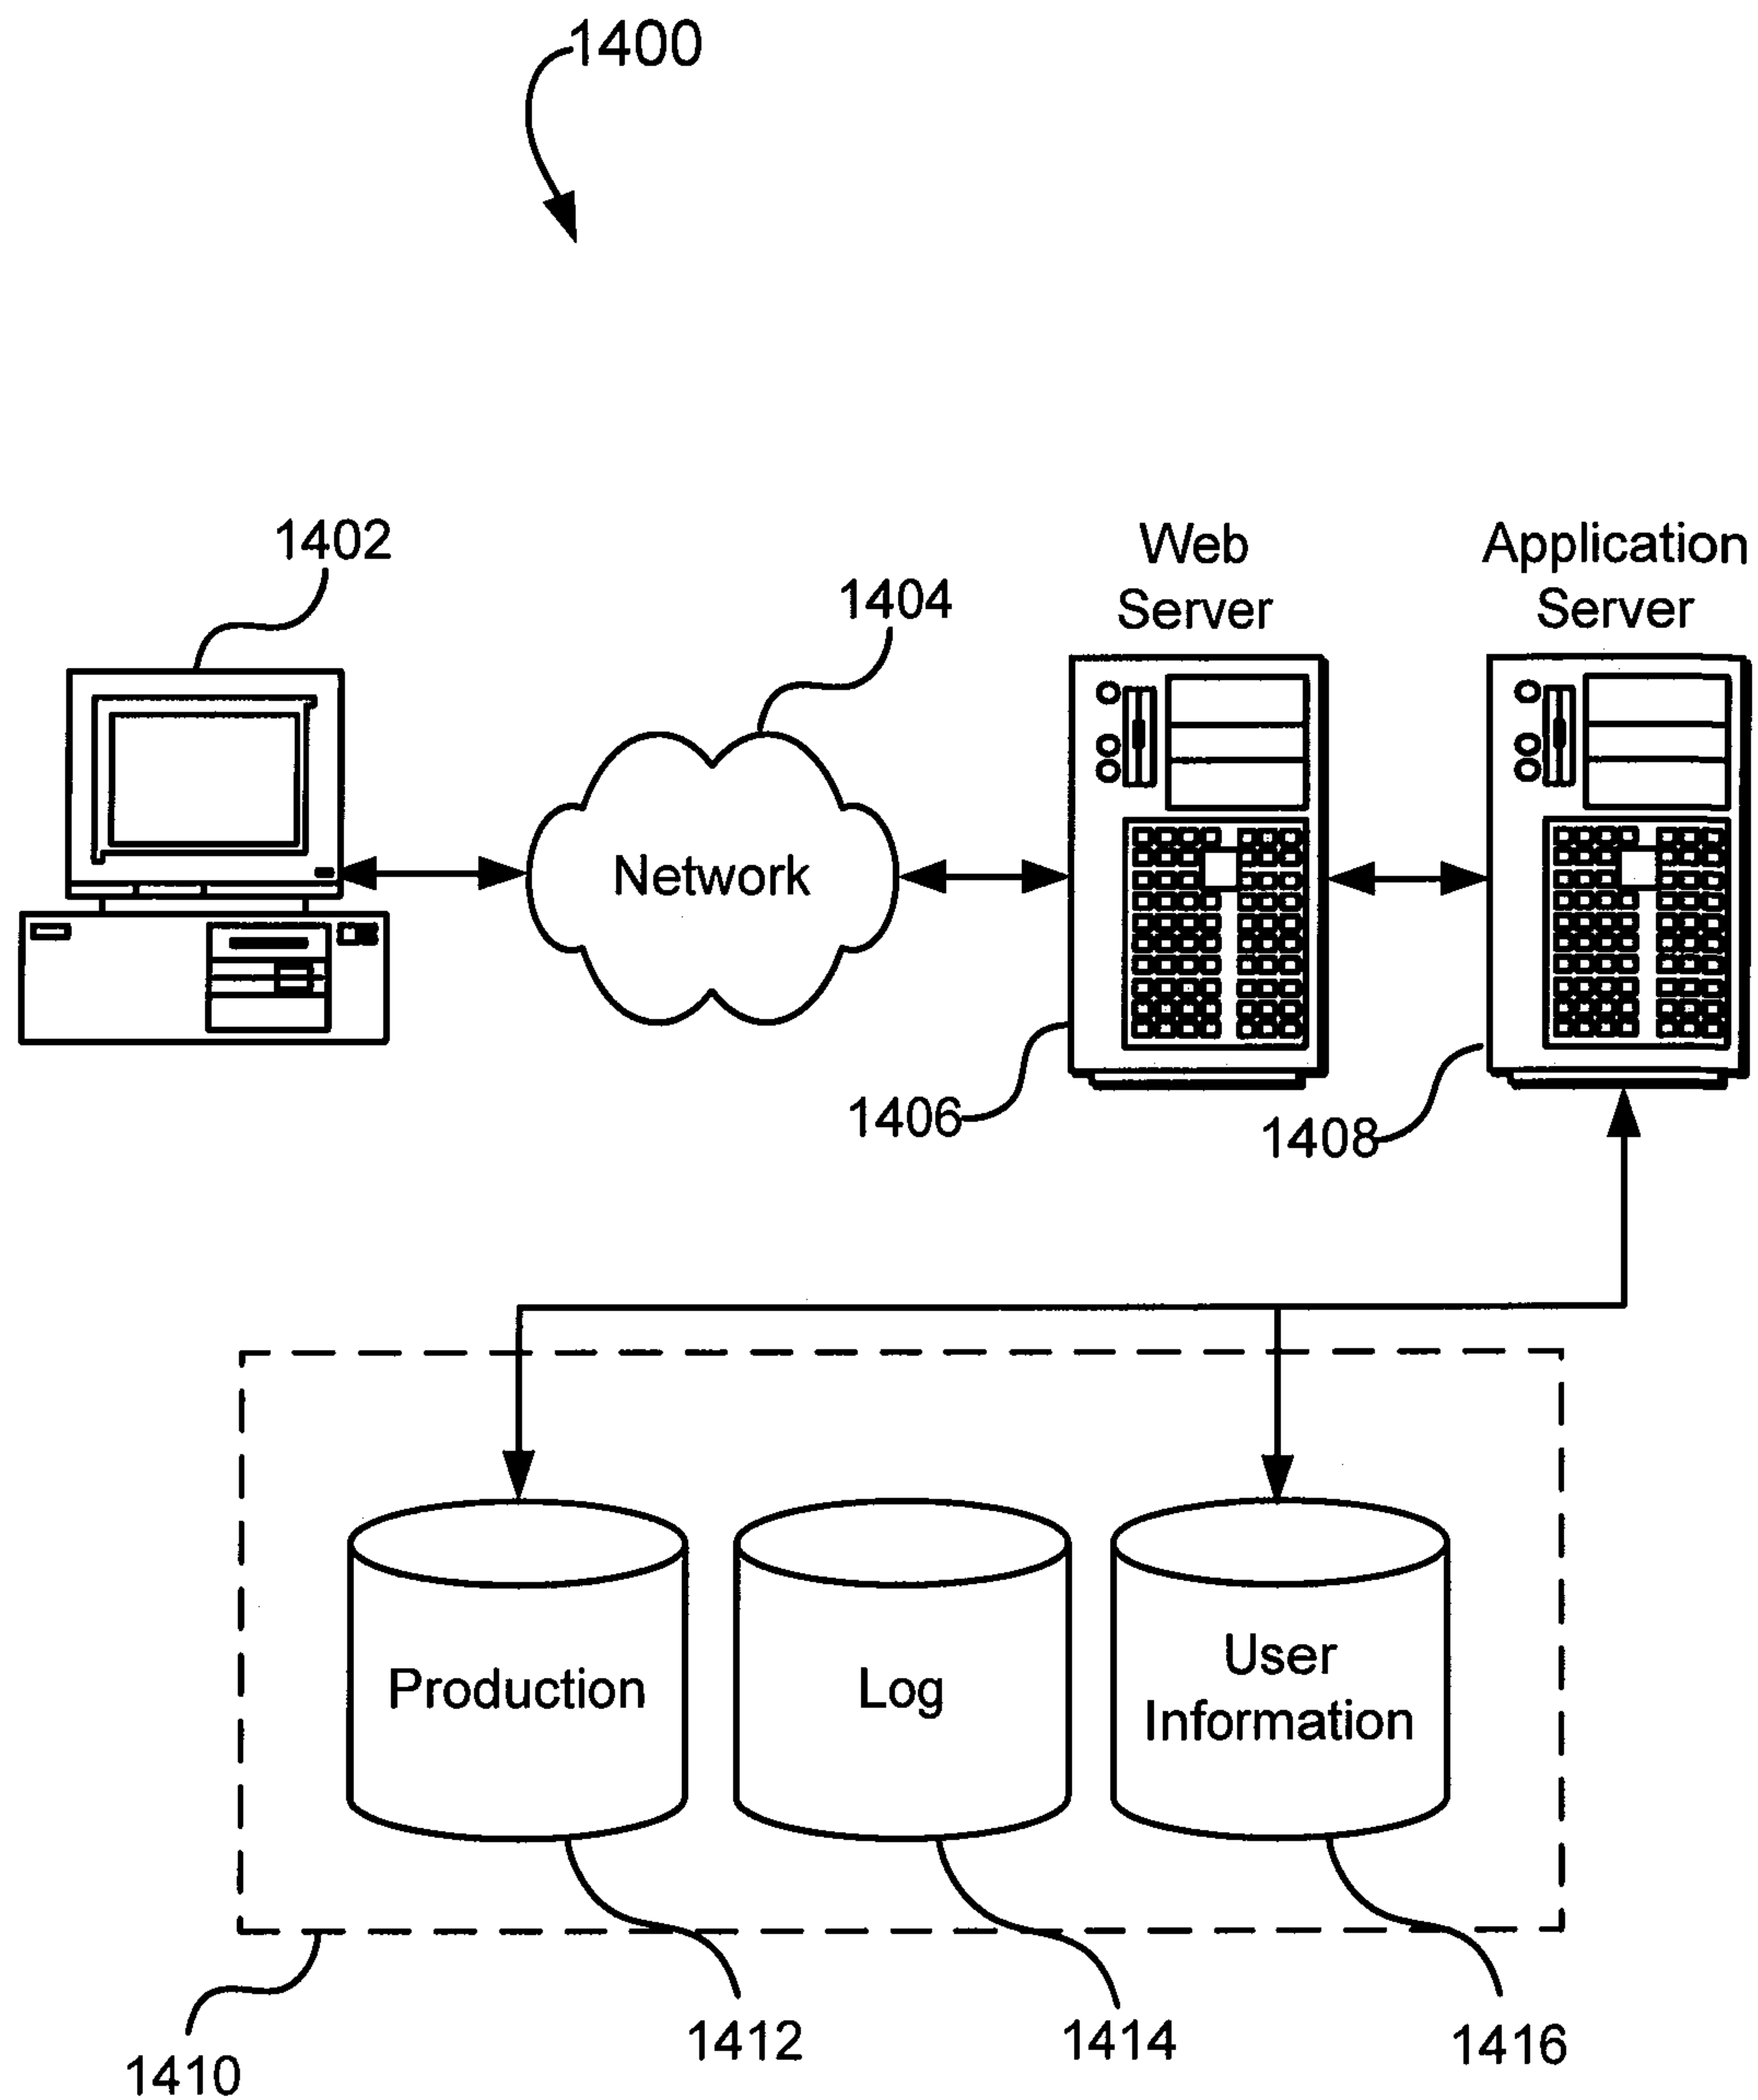 1400
1402
1404
Web
Server
Application
Server
Network
1406
1408
Production
Log
User
Information
1410
1412
1414
1416